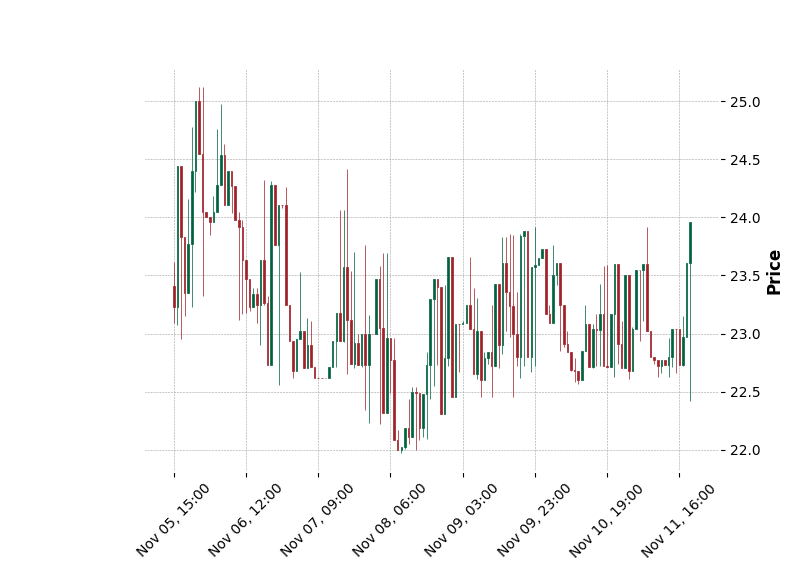 25.0
24.5
24.0
23.5
23.0
22.5
22.0
Price
Nov 05, 15:00
Nov 06, 12:00
Nov 07, 09:00
Nov 08, 06:00
Nov 09, 03:00
Nov 09, 23:00
Nov 10, 19:00
Nov 11, 16:00